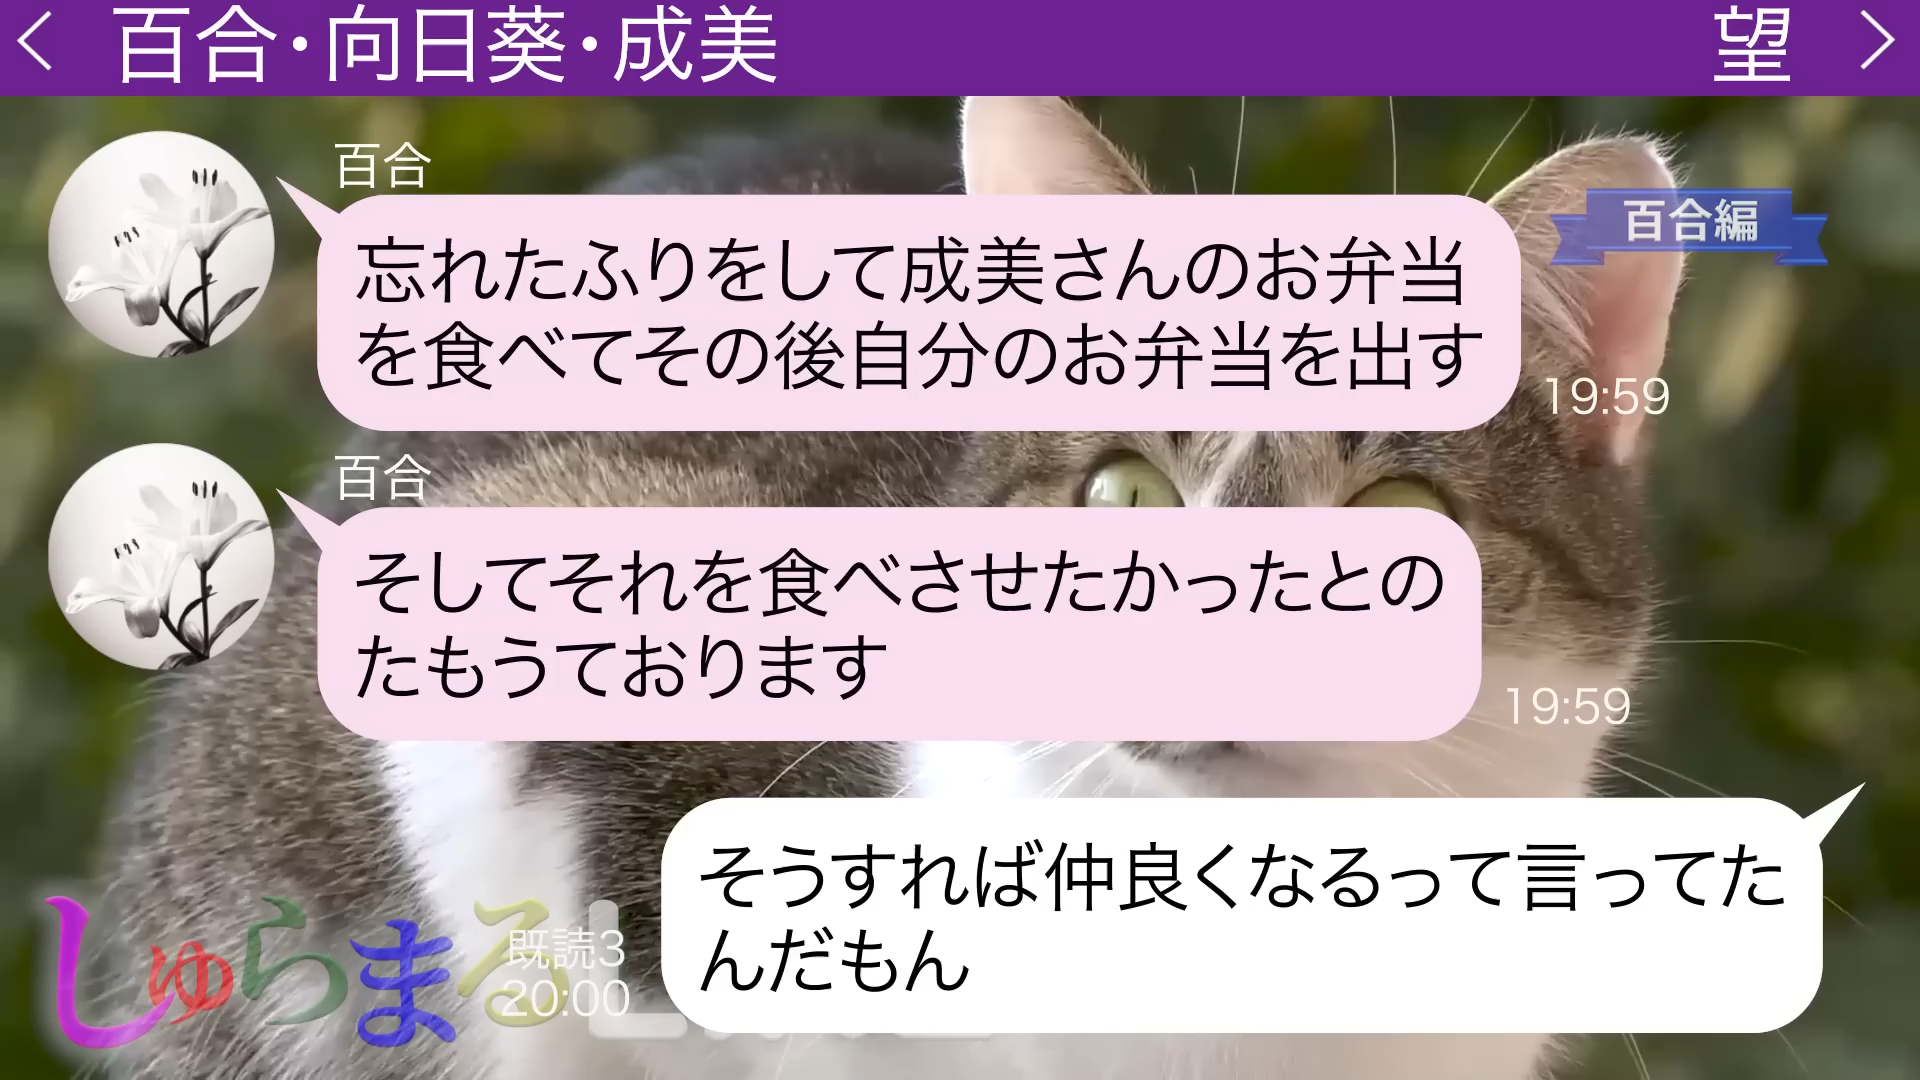 百合・向日葵・成美
望
百合
百合編
忘れたふりをして成美さんのお弁当
を食べてその後自分のお弁当を出す
19:59
百合
そしてそれを食べさせたかったとの
たもうております
19:59
そうすれば仲良くなるって言ってた
んだもん
既読3
20:00
しゅらまる